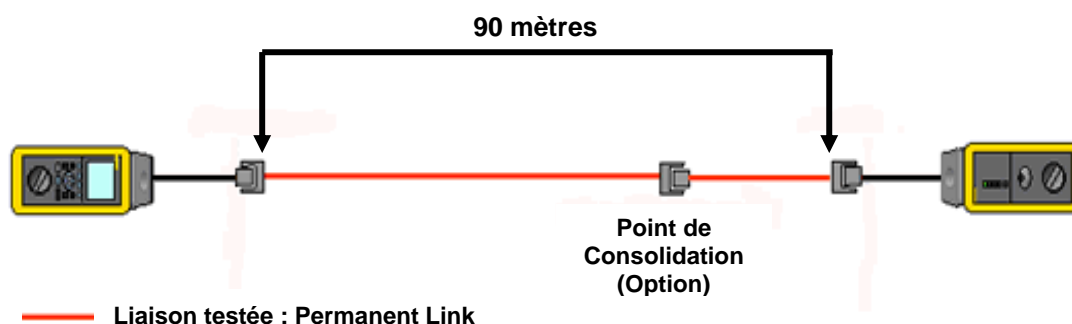 90 mètres
Point de
Consolidation
(Option)
Liaison testée : Permanent Link